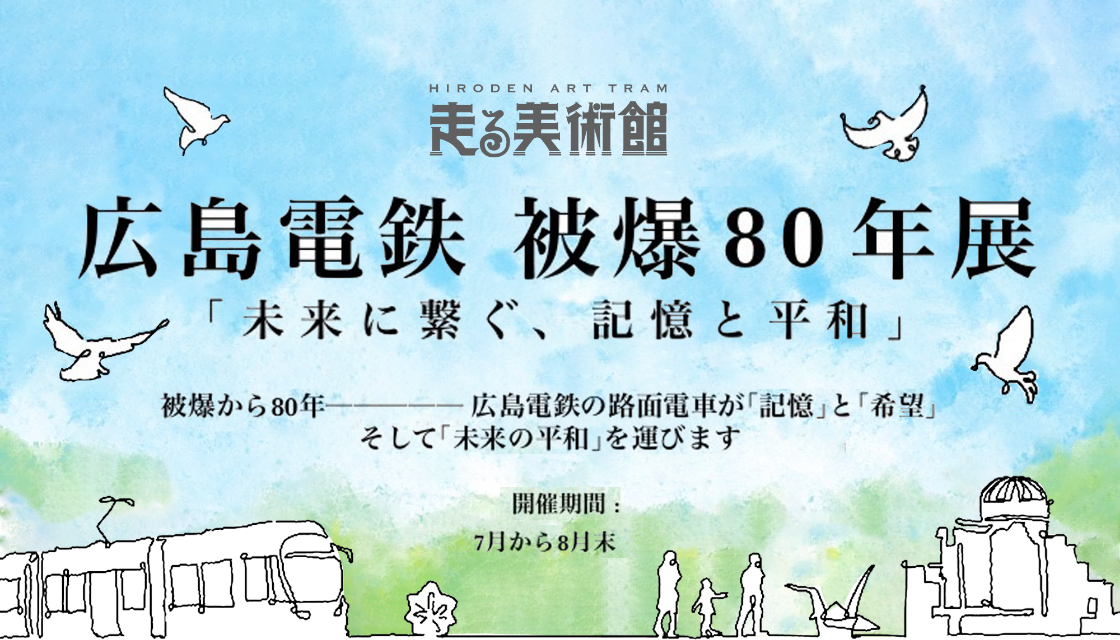 HIRODEN ART TRAM
走る美術館
広島電鉄 被爆80年展
「未来に繋ぐ、記憶と平和」
被爆から80年―――――広島電鉄の路面電車が「記憶」と「希望」
そして「未来の平和」を運びます
開催期間：
7月から8月末